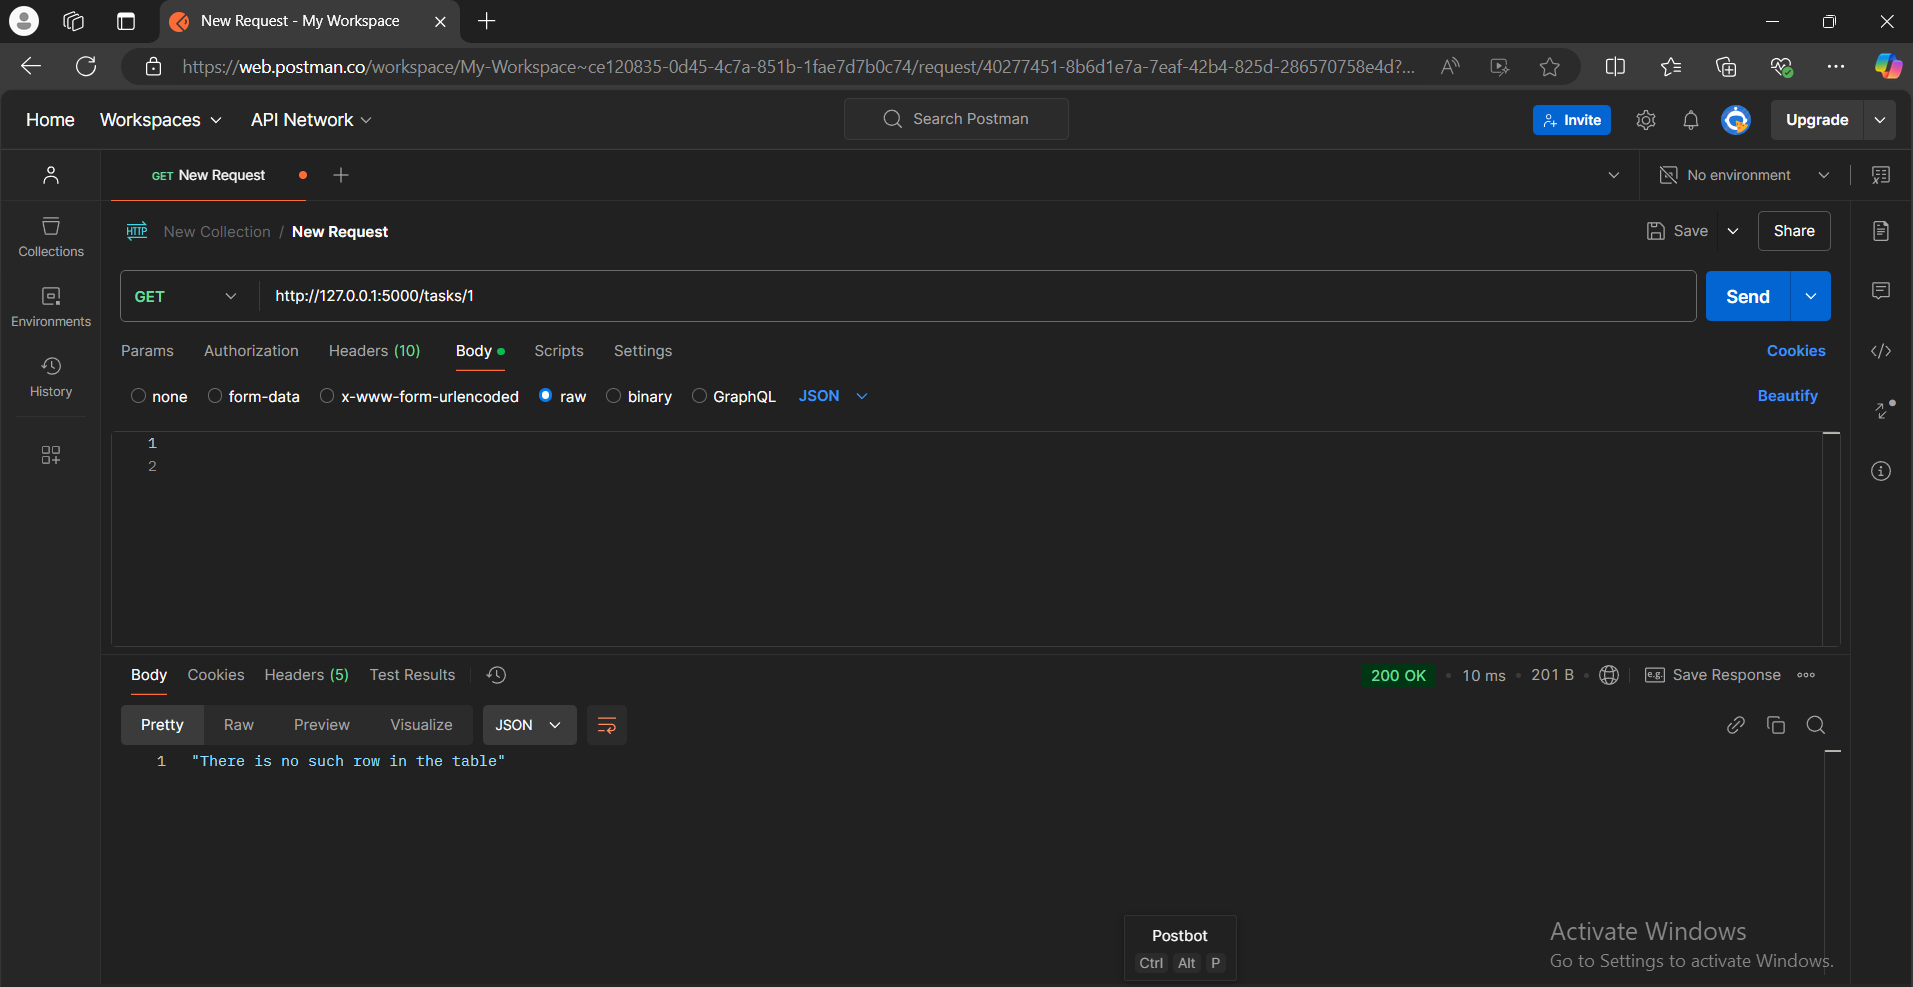 New Request - My Workspace
https://web.postman.co/workspace/My-Workspace~ce120835-0d45-4c7a-851b-1fae7d7b0c74/request/40277451-8b6d1e7a-7eaf-42b4-825d-286570758e4d?...
Home Workspaces API Network Search Postman Invite Upgrade
GET New Request No environment
HTTP New Collection / New Request Save Share
Collections
GET http://127.0.0.1:5000/tasks/1 Send
Environments
Params Authorization Headers (10) Body Scripts Settings Cookies
History
none form-data x-www-form-urlencoded raw binary GraphQL JSON Beautify
1
2
Body Cookies Headers (5) Test Results 200 OK 10 ms 201 B e.g. Save Response
Pretty Raw Preview Visualize JSON
1 "There is no such row in the table"
Postbot
Ctrl Alt P
Activate Windows
Go to Settings to activate Windows.